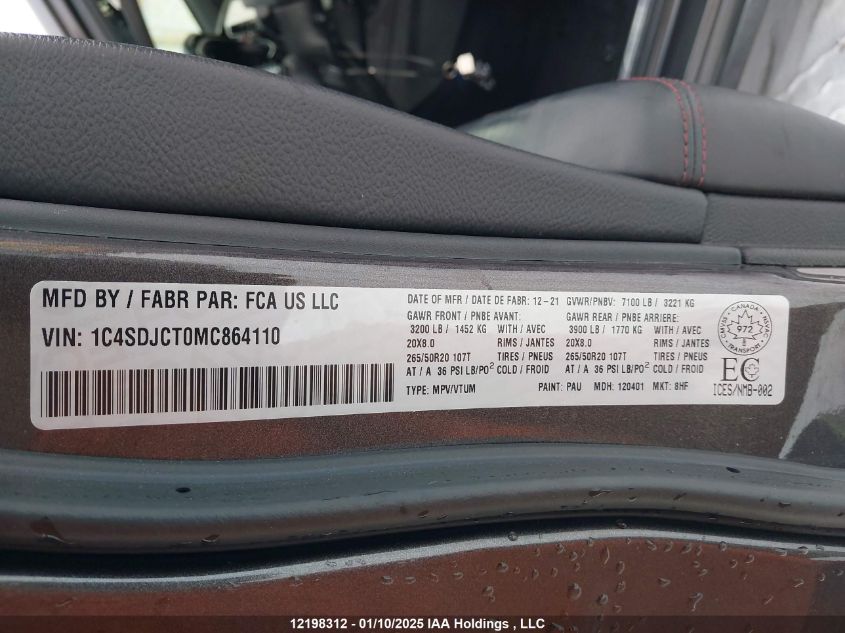 MFD BY / FABR PAR: FCA US LLC
VIN: 1C4SDJCT0MC864110
DATE OF MFR / DATE DE FABR: 12-21 GVWR/PNBV: 7100 LB / 3221 KG
GAWR FRONT / PNBE AVANT: GAWR REAR / PNBE ARRIERE:
3200 LB / 1452 KG WITH / AVEC 3900 LB / 1770 KG WITH / AVEC
20X8.0 RIMS / JANTES 20X8.0 RIMS / JANTES
265/50R20 107T TIRES / PNEUS 265/50R20 107T TIRES / PNEUS
AT / A 36 PSI LB/PO² COLD / FROID AT / A 36 PSI LB/PO² COLD / FROID
TYPE: MPV/VTUM PAINT: PAU MDH: 120401 MKT: 8HF
CANADA
CMVSS NSVAC
972
TRANSPORT
EC
ICES/NMB-002
12198312 - 01/10/2025 IAA Holdings , LLC